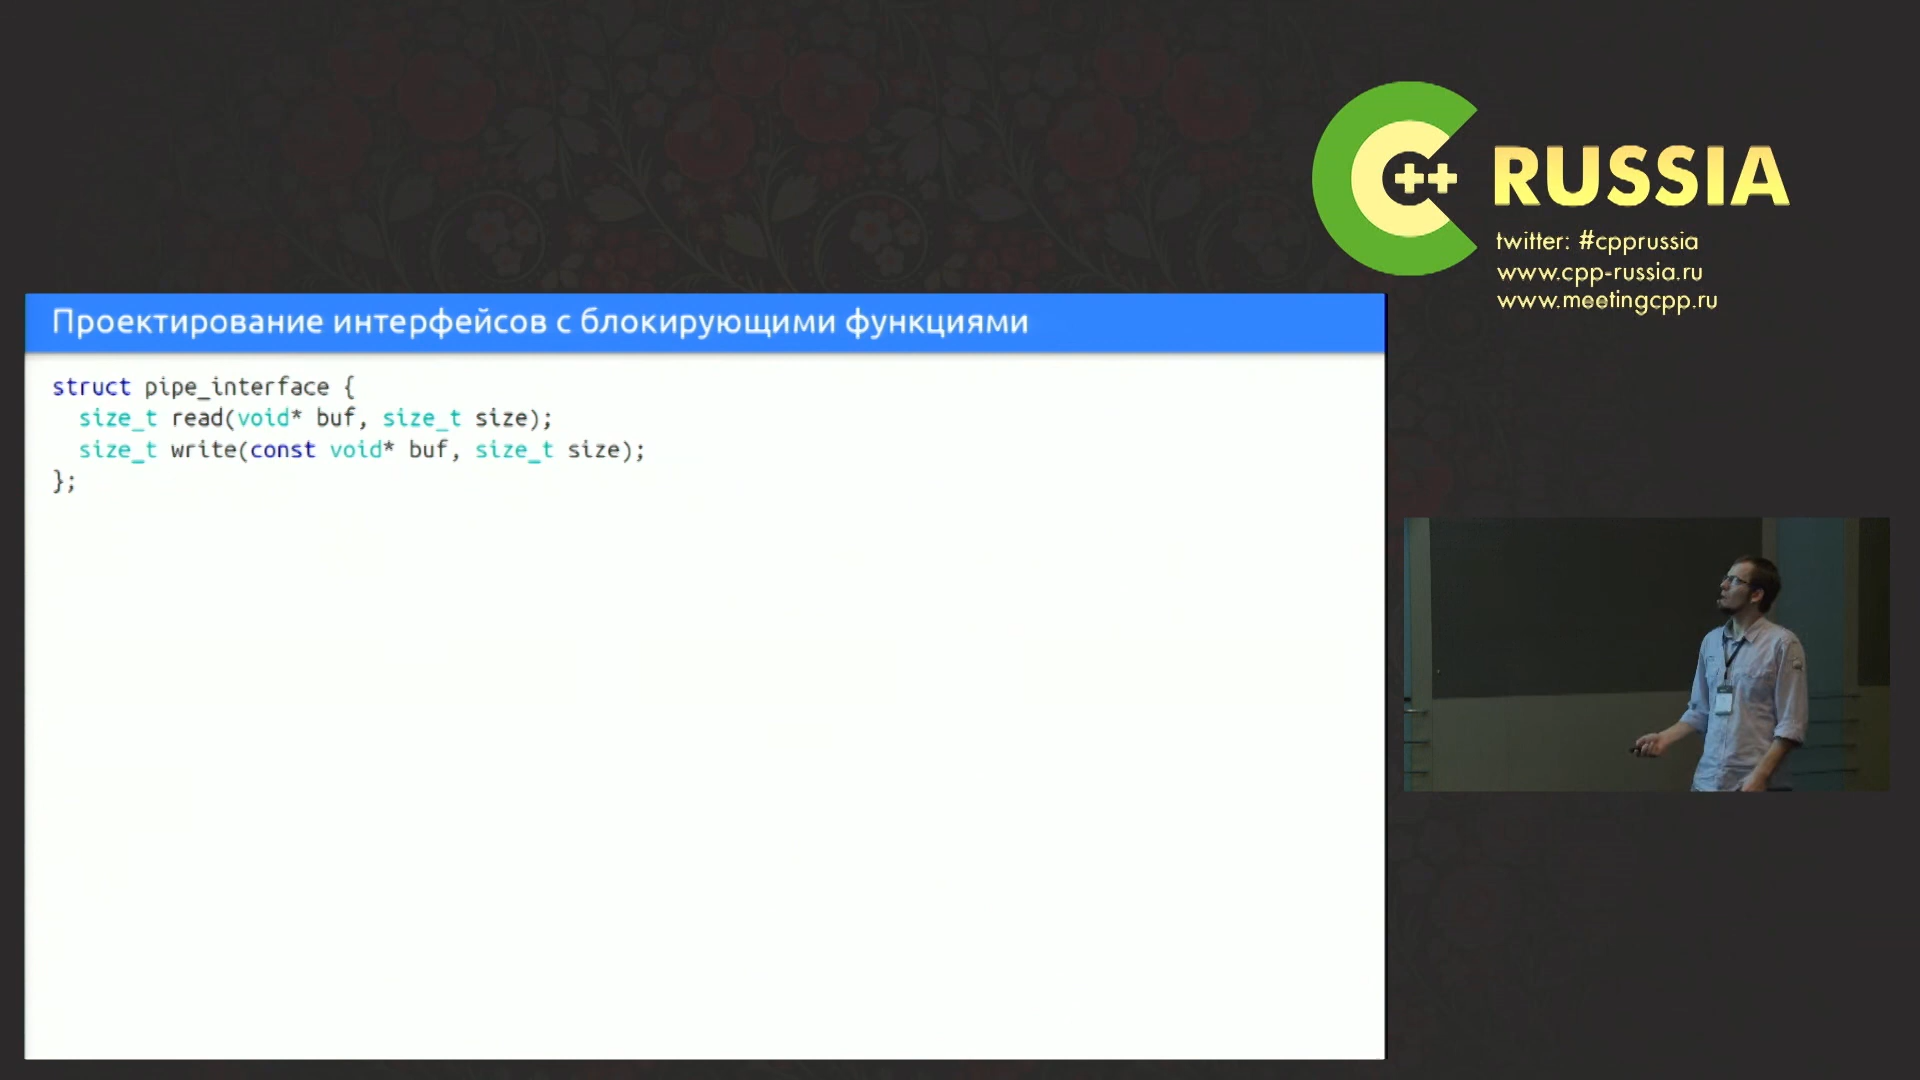 C++ RUSSIA
twitter: #cpprussia
www.cpp-russia.ru
www.meetingcpp.ru
Проектирование интерфейсов с блокирующими функциями
struct pipe_interface {
  size_t read(void* buf, size_t size);
  size_t write(const void* buf, size_t size);
};